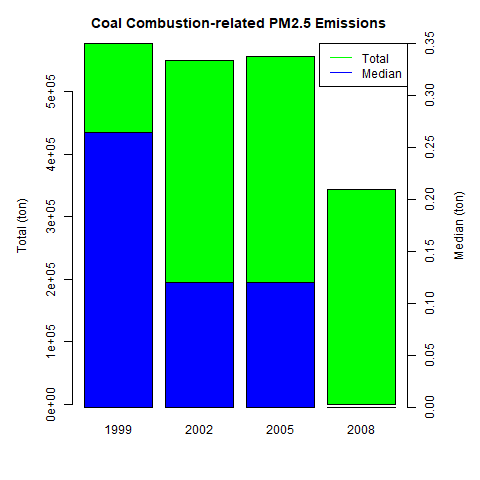 Coal Combustion-related PM2.5 Emissions
Total
Median
Total (ton)
0e+00
1e+05
2e+05
3e+05
4e+05
5e+05
Median (ton)
0.00
0.05
0.10
0.15
0.20
0.25
0.30
0.35
1999 2002 2005 2008